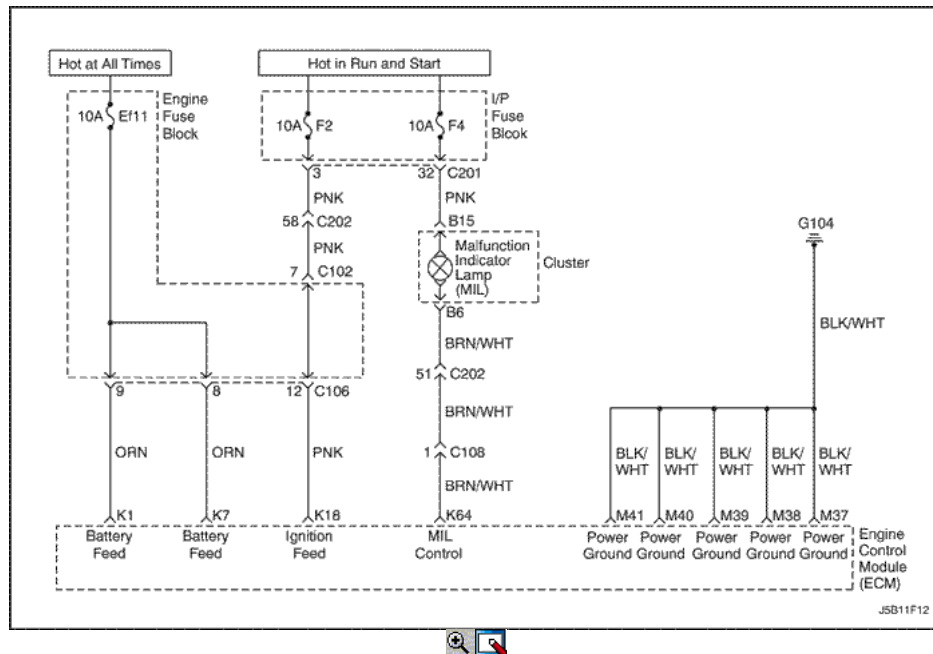 Hot at All Times
Hot in Run and Start
10A Ef11
Engine
Fuse
Block
10A F2
10A F4
I/P
Fuse
Blcok
3
32 C201
PNK
PNK
58 C202
B15
PNK
7 C102
Malfunction
Indicator
Lamp
(MIL)
Cluster
G104
B6
BLK/WHT
BRN/WHT
51 C202
9
8
12 C106
BRN/WHT
ORN
ORN
PNK
1 C108
BLK/
WHT
BLK/
WHT
BLK/
WHT
BLK/
WHT
BLK/
WHT
BRN/WHT
K1
K7
K18
K64
M41
M40
M39
M38
M37
Battery
Feed
Battery
Feed
Ignition
Feed
MIL
Control
Power
Ground
Power
Ground
Power
Ground
Power
Ground
Power
Ground
Engine
Control
Module
(ECM)
J5B11F12